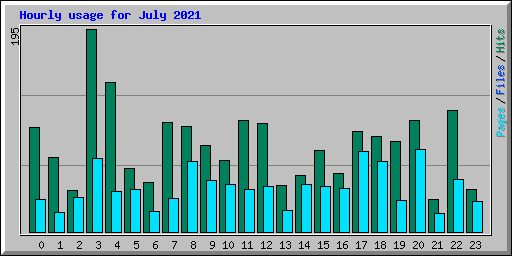 Hourly usage for July 2021
195
Pages / Files / Hits
0 1 2 3 4 5 6 7 8 9 10 11 12 13 14 15 16 17 18 19 20 21 22 23